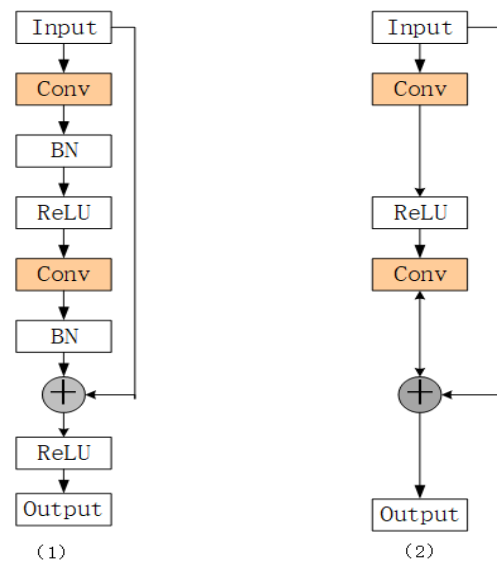 Input
Conv
BN
ReLU
Conv
BN
ReLU
Output
(1)
Input
Conv
ReLU
Conv
Output
(2)